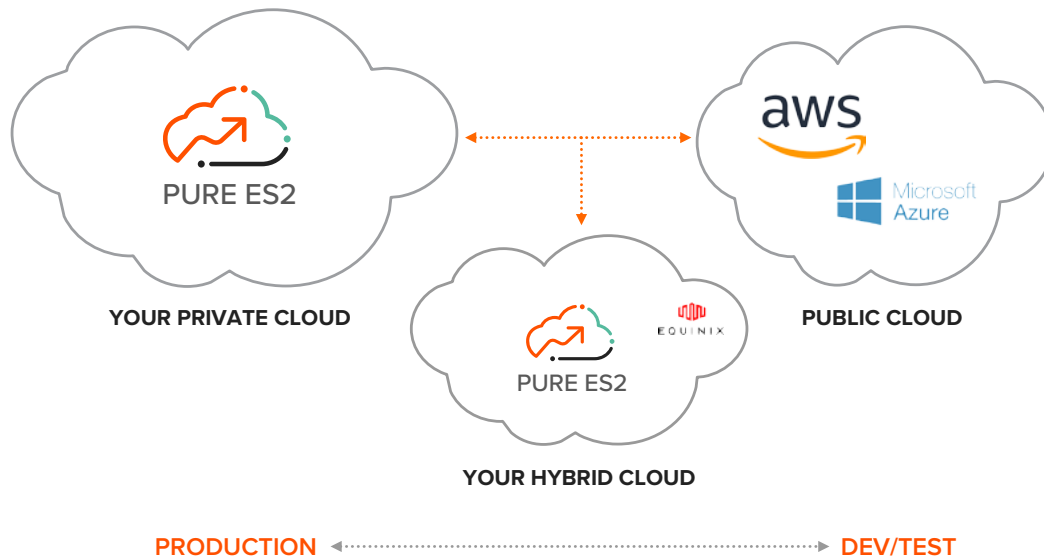 PURE ES2
aws
Microsoft
Azure
YOUR PRIVATE CLOUD
PUBLIC CLOUD
EQUINIX
PURE ES2
YOUR HYBRID CLOUD
PRODUCTION
DEV/TEST